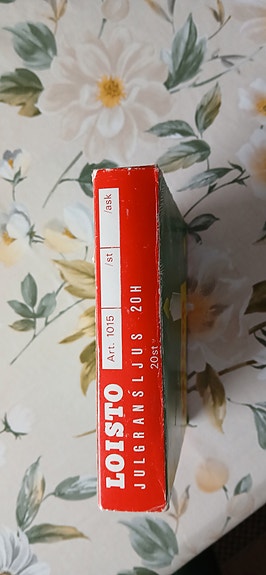 LOISTO Art. 1015 /st /ask
JULGRANSLJUS 20H
20st